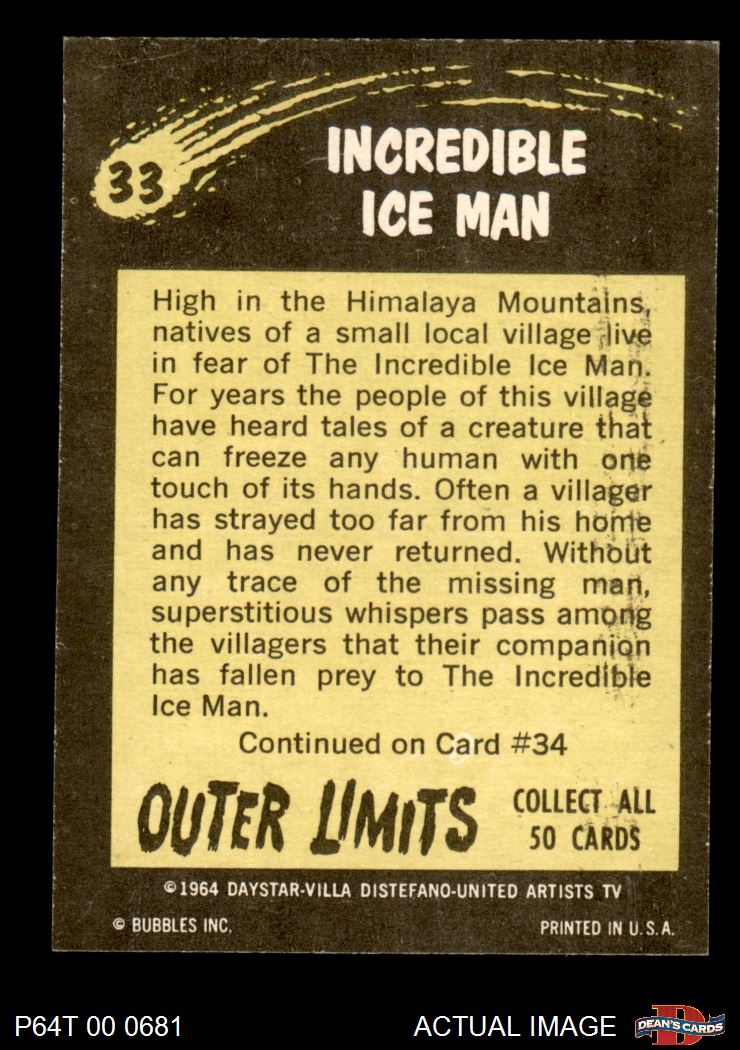 33
INCREDIBLE
ICE MAN
High in the Himalaya Mountains,
natives of a small local village live
in fear of The Incredible Ice Man.
For years the people of this village
have heard tales of a creature that
can freeze any human with one
touch of its hands. Often a villager
has strayed too far from his home
and has never returned. Without
any trace of the missing man,
superstitious whispers pass among
the villagers that their companion
has fallen prey to The Incredible
Ice Man.
Continued on Card #34
OUTER LIMITS
COLLECT ALL
50 CARDS
©1964 DAYSTAR-VILLA DISTEFANO-UNITED ARTISTS TV
© BUBBLES INC.
PRINTED IN U.S.A.
P64T 00 0681
ACTUAL IMAGE
D
DEAN'S CARDS